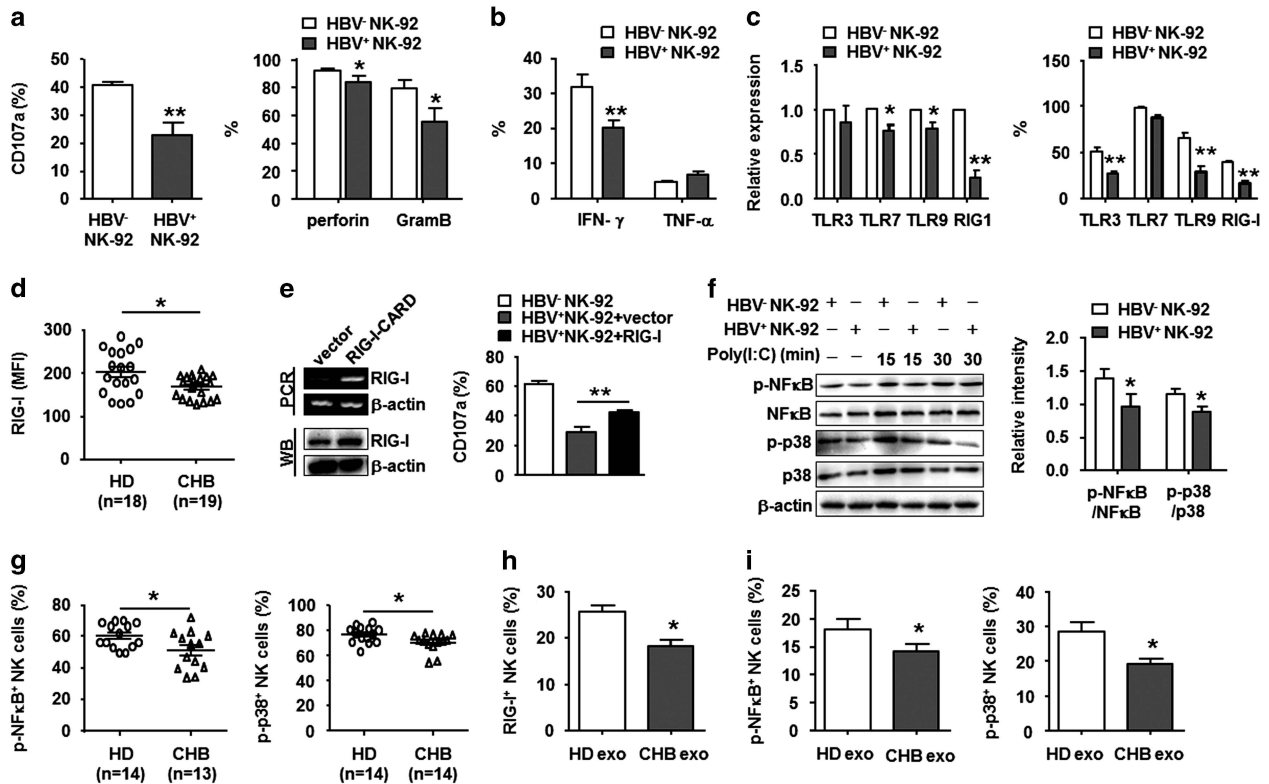 a
HBV- NK-92
HBV+ NK-92
CD107a (%)
50
40
30
20
10
0
**
HBV-
NK-92
HBV+
NK-92
%
100
80
60
40
20
0
*
*
perforin
GramB
b
HBV- NK-92
HBV+ NK-92
%
40
30
20
10
0
**
IFN- γ
TNF-α
c
HBV- NK-92
HBV+ NK-92
Relative expression
1.5
1.0
0.5
0.0
*
*
**
TLR3
TLR7
TLR9
RIG1
HBV- NK-92
HBV+ NK-92
%
150
100
50
0
**
**
**
TLR3
TLR7
TLR9
RIG-I
d
RIG-I (MFI)
300
200
100
0
*
HD
(n=18)
CHB
(n=19)
e
vector
RIG-I-CARD
PCR
RIG-I
β-actin
WB
RIG-I
β-actin
HBV- NK-92
HBV+NK-92+vector
HBV+NK-92+RIG-I
CD107a (%)
80
60
40
20
0
**
f
HBV- NK-92 + − + − + −
HBV+ NK-92 − + − + − +
Poly(I:C) (min) − − 15 15 30 30
p-NFκB
NFκB
p-p38
p38
β-actin
HBV- NK-92
HBV+ NK-92
Relative intensity
2.0
1.5
1.0
0.5
0.0
*
*
p-NFκB
/NFκB
p-p38
/p38
g
p-NFκB+ NK cells (%)
80
60
40
20
0
*
HD
(n=14)
CHB
(n=13)
p-p38+ NK cells (%)
100
80
60
40
20
0
*
HD
(n=14)
CHB
(n=14)
h
RIG-I+ NK cells (%)
30
20
10
0
*
HD exo
CHB exo
i
p-NFκB+ NK cells (%)
25
20
15
10
5
0
*
HD exo
CHB exo
p-p38+ NK cells (%)
40
30
20
10
0
*
HD exo
CHB exo